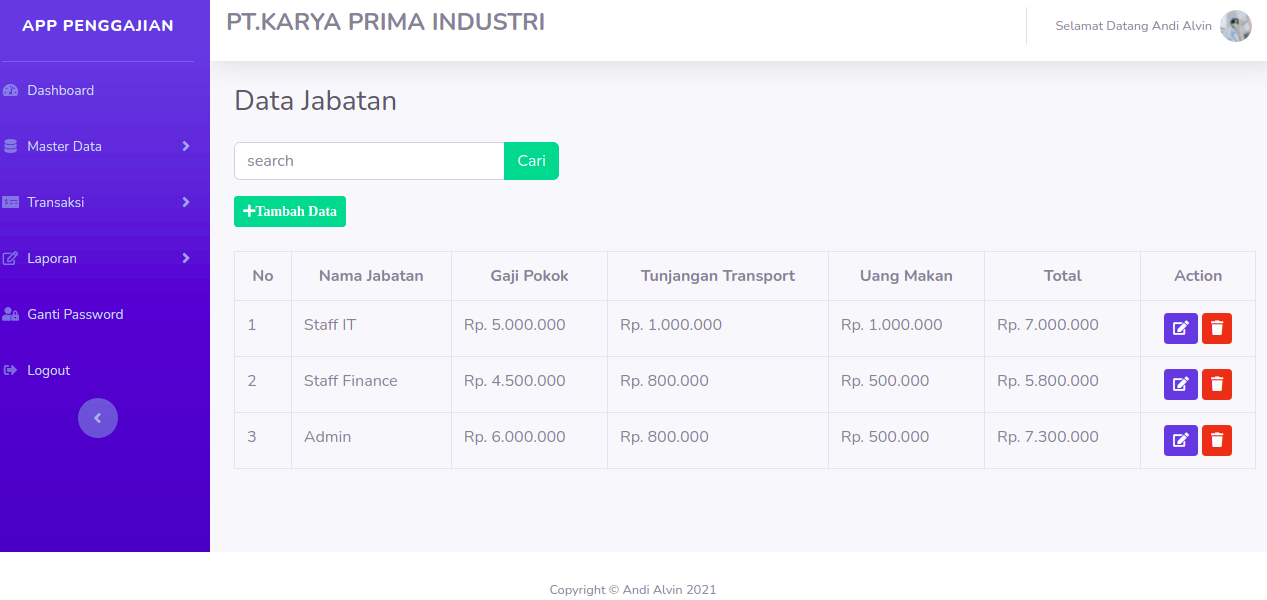 APP PENGGAJIAN
PT.KARYA PRIMA INDUSTRI
Selamat Datang Andi Alvin
Dashboard
Master Data
Transaksi
Laporan
Ganti Password
Logout
Data Jabatan
search Cari
Tambah Data
No Nama Jabatan Gaji Pokok Tunjangan Transport Uang Makan Total Action
1 Staff IT Rp. 5.000.000 Rp. 1.000.000 Rp. 1.000.000 Rp. 7.000.000
2 Staff Finance Rp. 4.500.000 Rp. 800.000 Rp. 500.000 Rp. 5.800.000
3 Admin Rp. 6.000.000 Rp. 800.000 Rp. 500.000 Rp. 7.300.000
Copyright © Andi Alvin 2021